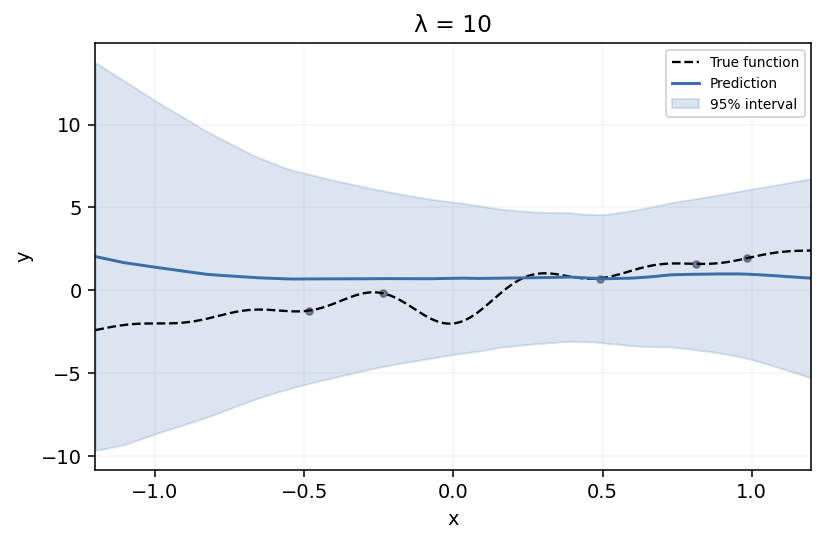 λ = 10
True function
Prediction
95% interval
10
5
0
−5
−10
y
−1.0 −0.5 0.0 0.5 1.0
x